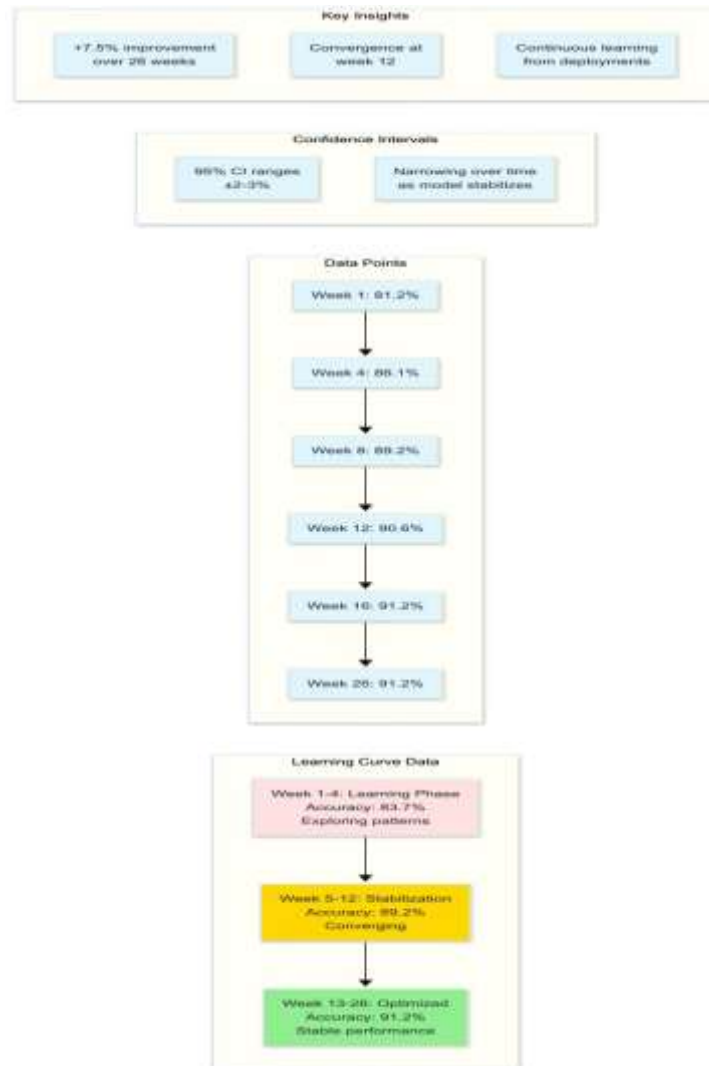 Key Insights
+7.5% improvement
over 26 weeks
Convergence at
week 12
Continuous learning
from deployments
Confidence Intervals
95% CI ranges
±2-3%
Narrowing over time
as model stabilizes
Data Points
Week 1: 81.2%
Week 4: 86.1%
Week 8: 89.2%
Week 12: 90.6%
Week 16: 91.2%
Week 26: 91.2%
Learning Curve Data
Week 1-4: Learning Phase
Accuracy: 83.7%
Exploring patterns
Week 5-12: Stabilization
Accuracy: 89.2%
Converging
Week 13-26: Optimized
Accuracy: 91.2%
Stable performance